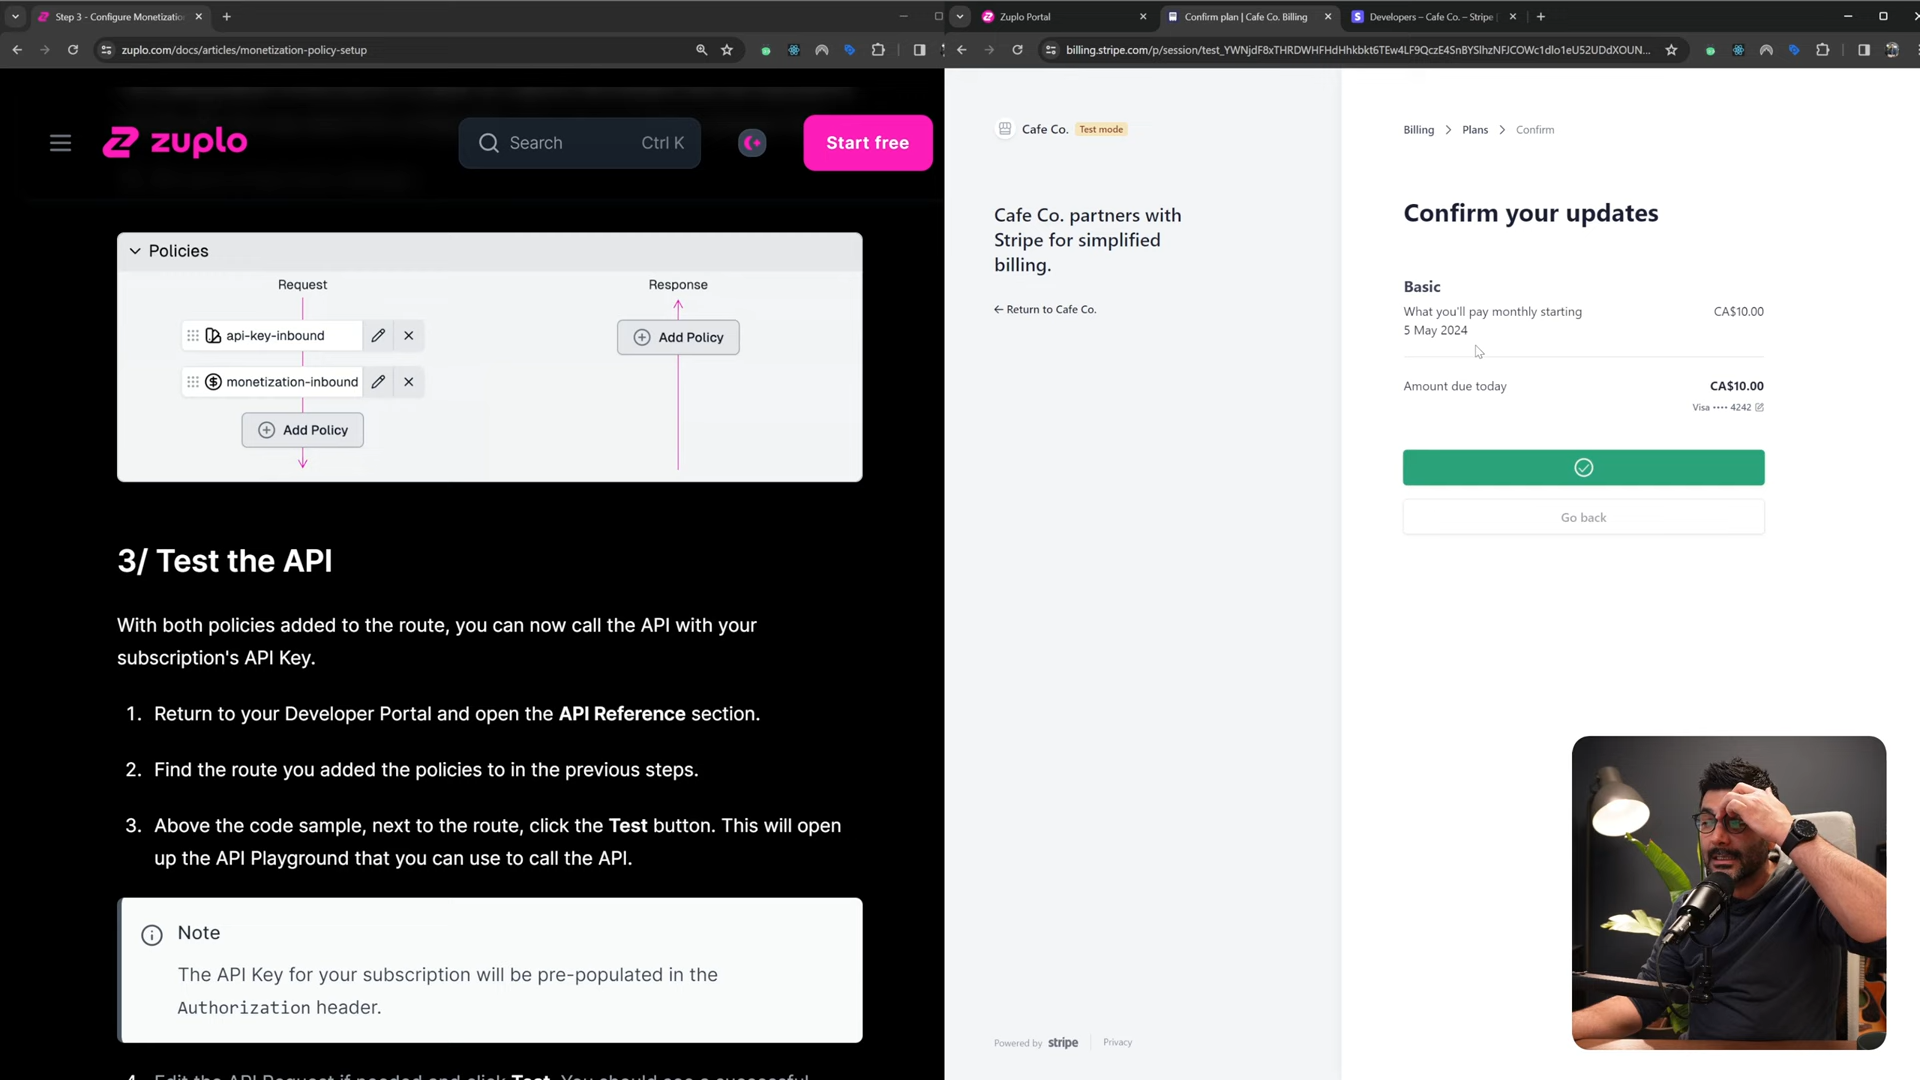 Step 3 - Configure Monetization
zuplo.com/docs/articles/monetization-policy-setup
zuplo
Search
Ctrl K
Start free
Policies
Request
Response
api-key-inbound
Add Policy
monetization-inbound
Add Policy
3/ Test the API
With both policies added to the route, you can now call the API with your
subscription's API Key.
1. Return to your Developer Portal and open the API Reference section.
2. Find the route you added the policies to in the previous steps.
3. Above the code sample, next to the route, click the Test button. This will open
up the API Playground that you can use to call the API.
Note
The API Key for your subscription will be pre-populated in the
Authorization header.
Zuplo Portal
Confirm plan | Cafe Co. Billing
Developers – Cafe Co. – Stripe
Cafe Co.
Test mode
Cafe Co. partners with
Stripe for simplified
billing.
← Return to Cafe Co.
Powered by stripe
Privacy
Billing > Plans > Confirm
Confirm your updates
Basic
What you'll pay monthly starting
5 May 2024
CA$10.00
Amount due today
CA$10.00
Visa •••• 4242
Go back